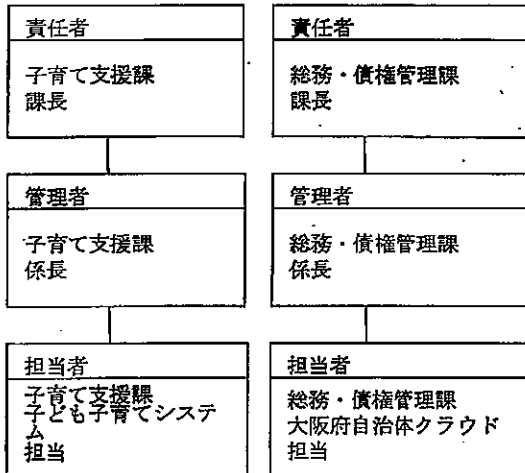 責任者
子育て支援課
課長
責任者
総務・債権管理課
課長
管理者
子育て支援課
係長
管理者
総務・債権管理課
係長
担当者
子育て支援課
子ども子育てシステ
ム
担当
担当者
総務・債権管理課
大阪府自治体クラウド
担当